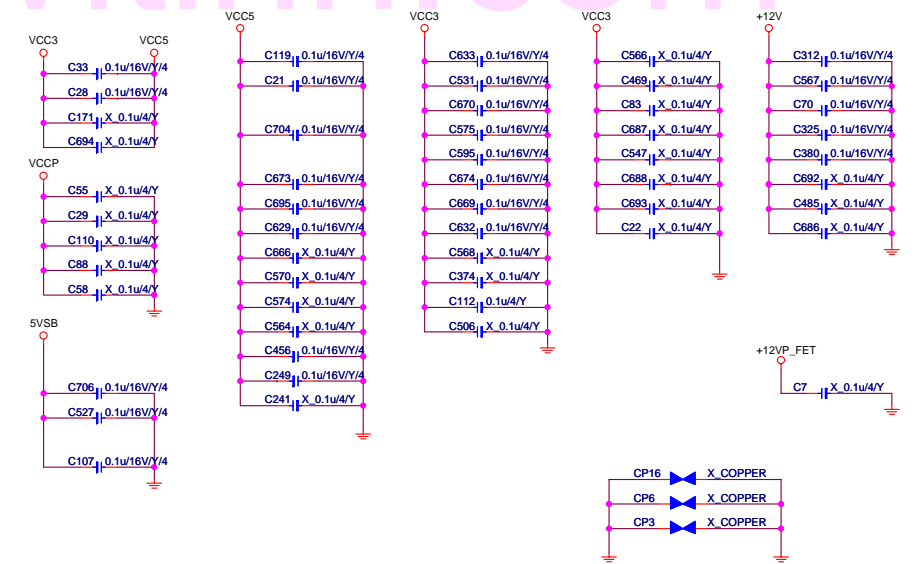 VCC3 VCC5
C33 0.1u/16V/Y/4
C28 0.1u/16V/Y/4
C171 X_0.1u/4/Y
C694 X_0.1u/4/Y
VCCP
C55 X_0.1u/4/Y
C29 X_0.1u/4/Y
C110 X_0.1u/4/Y
C88 X_0.1u/4/Y
C58 X_0.1u/4/Y
5VSB
C706 0.1u/16V/Y/4
C527 0.1u/16V/Y/4
C107 0.1u/16V/Y/4
VCC5
C119 0.1u/16V/Y/4
C21 0.1u/16V/Y/4
C704 0.1u/16V/Y/4
C673 0.1u/16V/Y/4
C695 0.1u/16V/Y/4
C629 0.1u/16V/Y/4
C666 X_0.1u/4/Y
C570 X_0.1u/4/Y
C574 X_0.1u/4/Y
C564 X_0.1u/4/Y
C456 0.1u/16V/Y/4
C249 0.1u/16V/Y/4
C241 X_0.1u/4/Y
VCC3
C633 0.1u/16V/Y/4
C531 0.1u/16V/Y/4
C670 0.1u/16V/Y/4
C575 0.1u/16V/Y/4
C595 0.1u/16V/Y/4
C674 0.1u/16V/Y/4
C669 0.1u/16V/Y/4
C632 0.1u/16V/Y/4
C568 X_0.1u/4/Y
C374 X_0.1u/4/Y
C112 0.1u/4/Y
C506 X_0.1u/4/Y
VCC3
C566 X_0.1u/4/Y
C469 X_0.1u/4/Y
C83 X_0.1u/4/Y
C687 X_0.1u/4/Y
C547 X_0.1u/4/Y
C688 X_0.1u/4/Y
C693 X_0.1u/4/Y
C22 X_0.1u/4/Y
+12V
C312 0.1u/16V/Y/4
C567 0.1u/16V/Y/4
C70 0.1u/16V/Y/4
C325 0.1u/16V/Y/4
C380 0.1u/16V/Y/4
C692 X_0.1u/4/Y
C485 X_0.1u/4/Y
C686 X_0.1u/4/Y
+12VP_FET
C7 X_0.1u/4/Y
CP16 X_COPPER
CP6 X_COPPER
CP3 X_COPPER